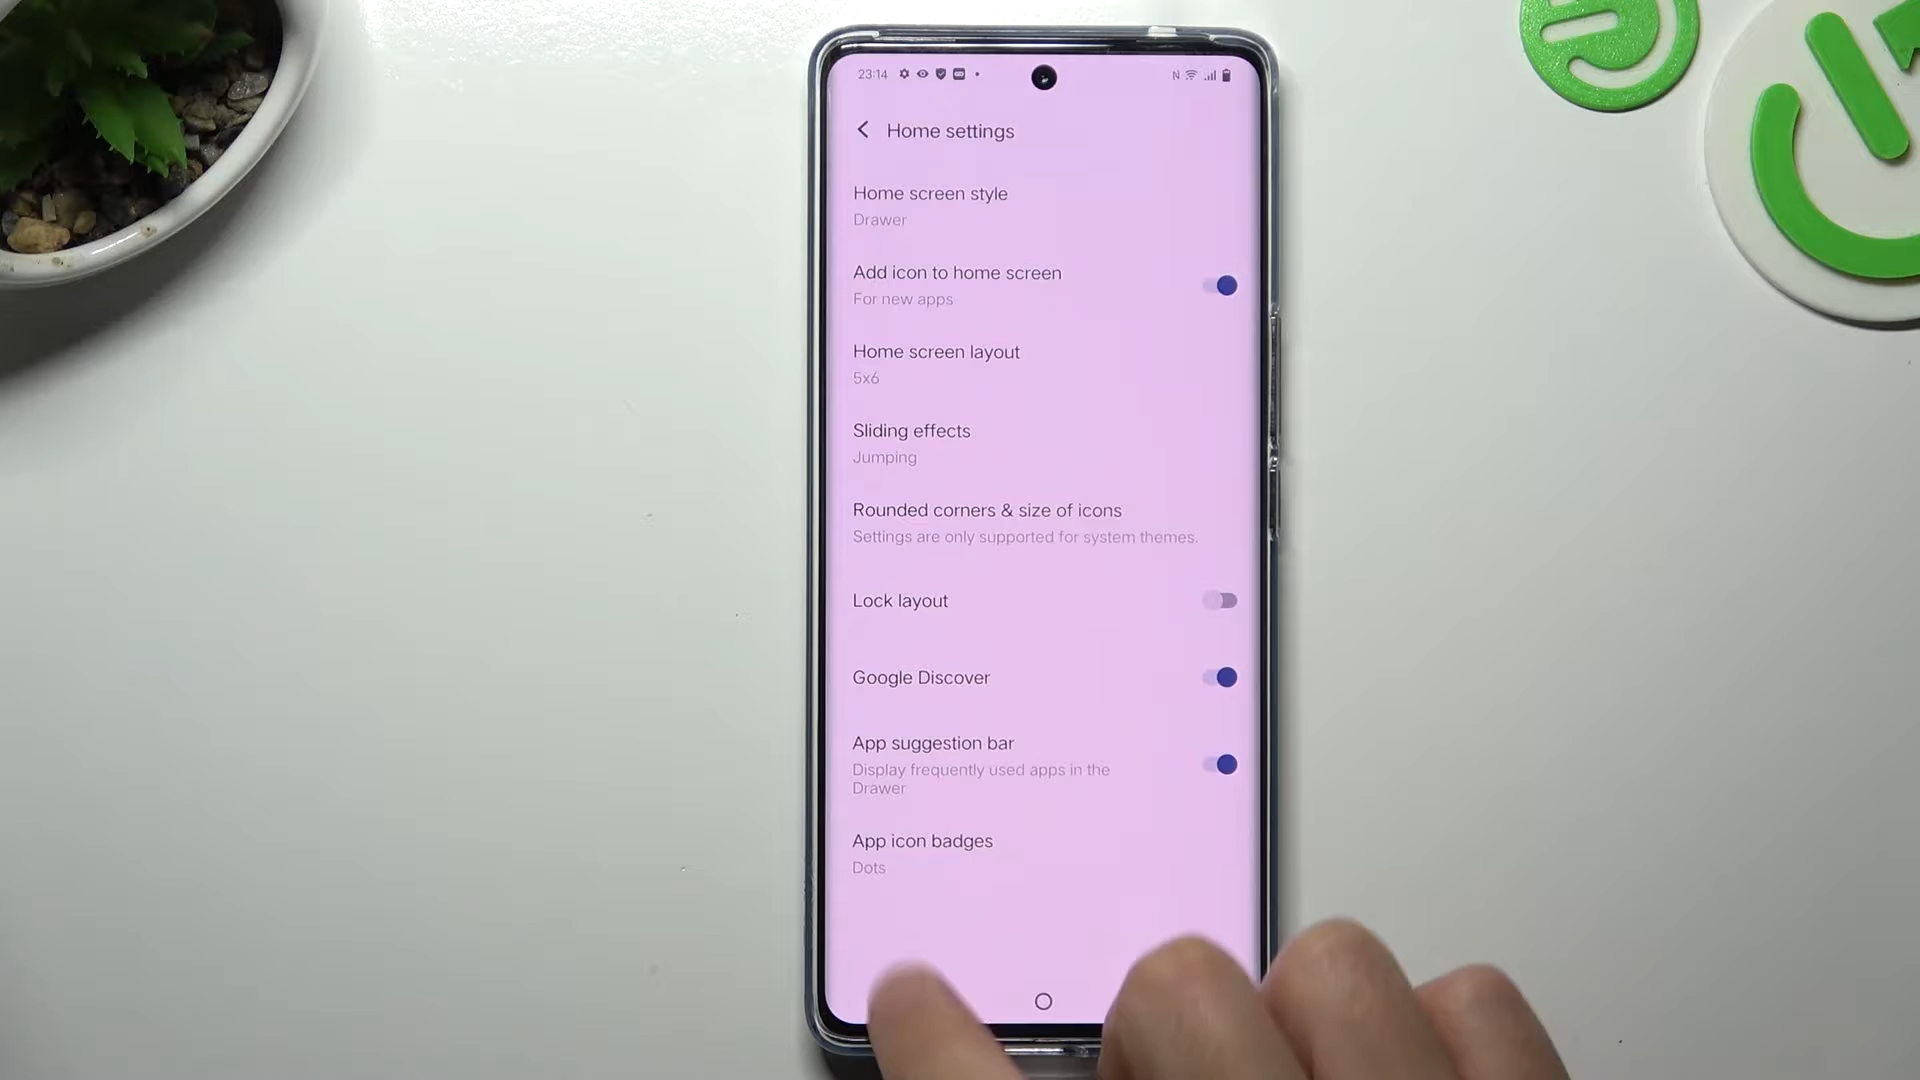 23:14
Home settings
Home screen style
Drawer
Add icon to home screen
For new apps
Home screen layout
5x6
Sliding effects
Jumping
Rounded corners & size of icons
Settings are only supported for system themes.
Lock layout
Google Discover
App suggestion bar
Display frequently used apps in the
Drawer
App icon badges
Dots